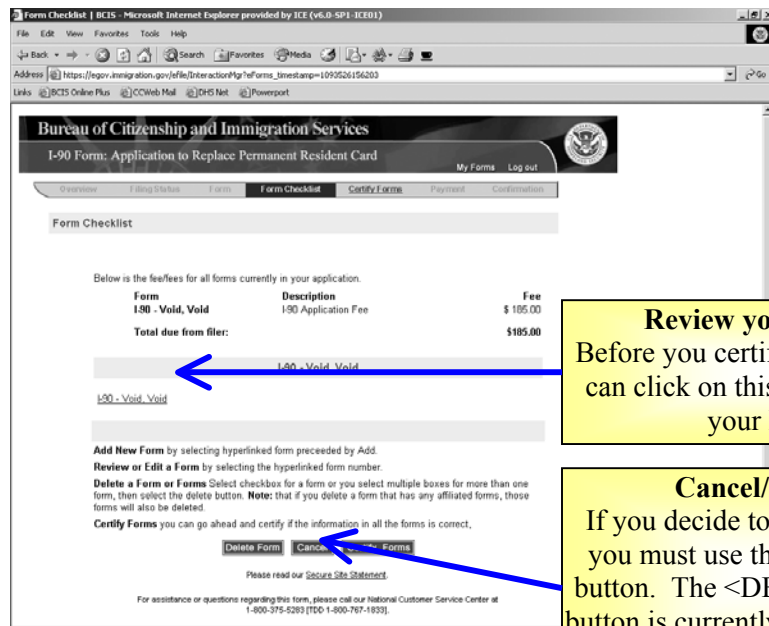 Form Checklist | BCIS - Microsoft Internet Explorer provided by ICE (v6.0-SP1-ICE01)
File Edit View Favorites Tools Help
Back Search Favorites Media
Address https://egov.immigration.gov/efile/InteractionMgr?eForms_timestamp=1093526156203 Go
Links BCIS Online Plus CCWeb Mail DHS Net Powerport
Bureau of Citizenship and Immigration Services
I-90 Form: Application to Replace Permanent Resident Card
My Forms Log out
Overview Filing Status Form Form Checklist Certify Forms Payment Confirmation
Form Checklist
Below is the fee/fees for all forms currently in your application.
Form Description Fee
I-90 - Void, Void I-90 Application Fee $ 185.00
Total due from filer: $185.00
I-90 - Void, Void
I-90 - Void, Void
Add New Form by selecting hyperlinked form preceeded by Add.
Review or Edit a Form by selecting the hyperlinked form number.
Delete a Form or Forms Select checkbox for a form or you select multiple boxes for more than one
form, then select the delete button. Note: that if you delete a form that has any affiliated forms, those
forms will also be deleted.
Certify Forms you can go ahead and certify if the information in all the forms is correct,
Delete Form Cancel Forms
Please read our Secure Site Statement.
For assistance or questions regarding this form, please call our National Customer Service Center at
1-800-375-5283 [TDD 1-800-767-1833].
Review yo
Before you certif
can click on this
your
Cancel/
If you decide to
you must use th
button. The <DE
button is currently